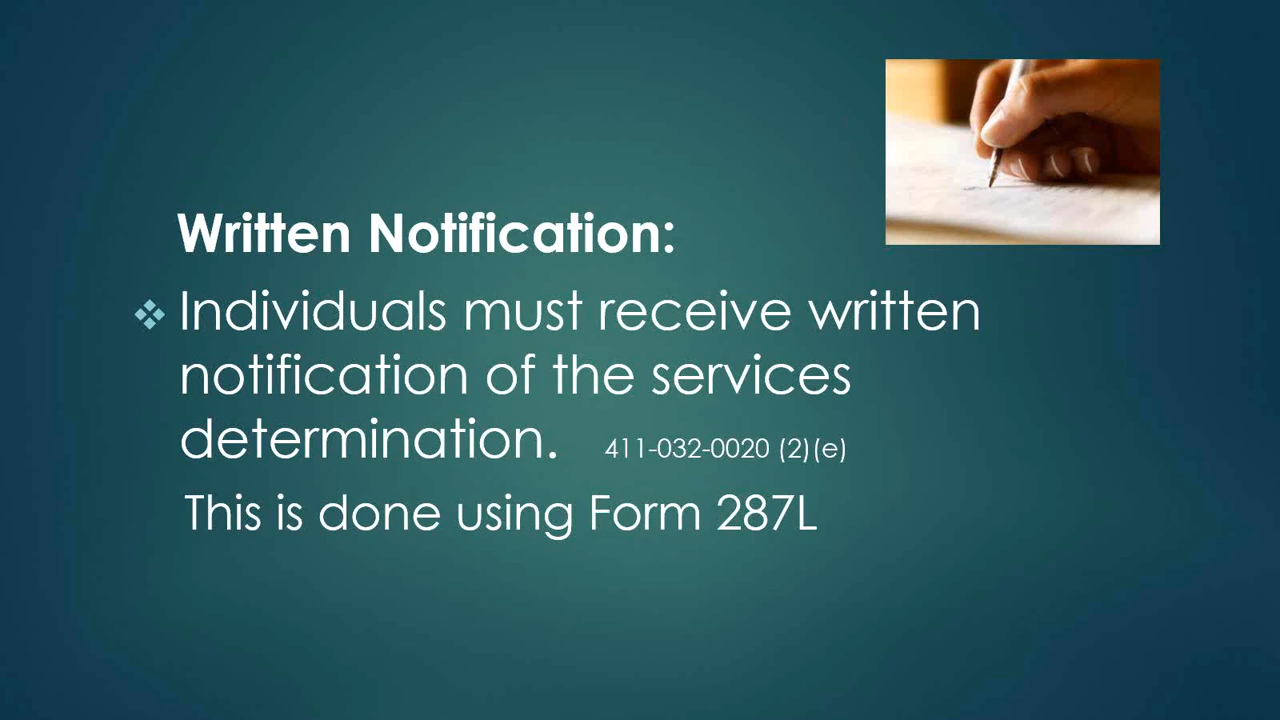 Written Notification:
Individuals must receive written
notification of the services
determination. 411-032-0020 (2)(e)
This is done using Form 287L